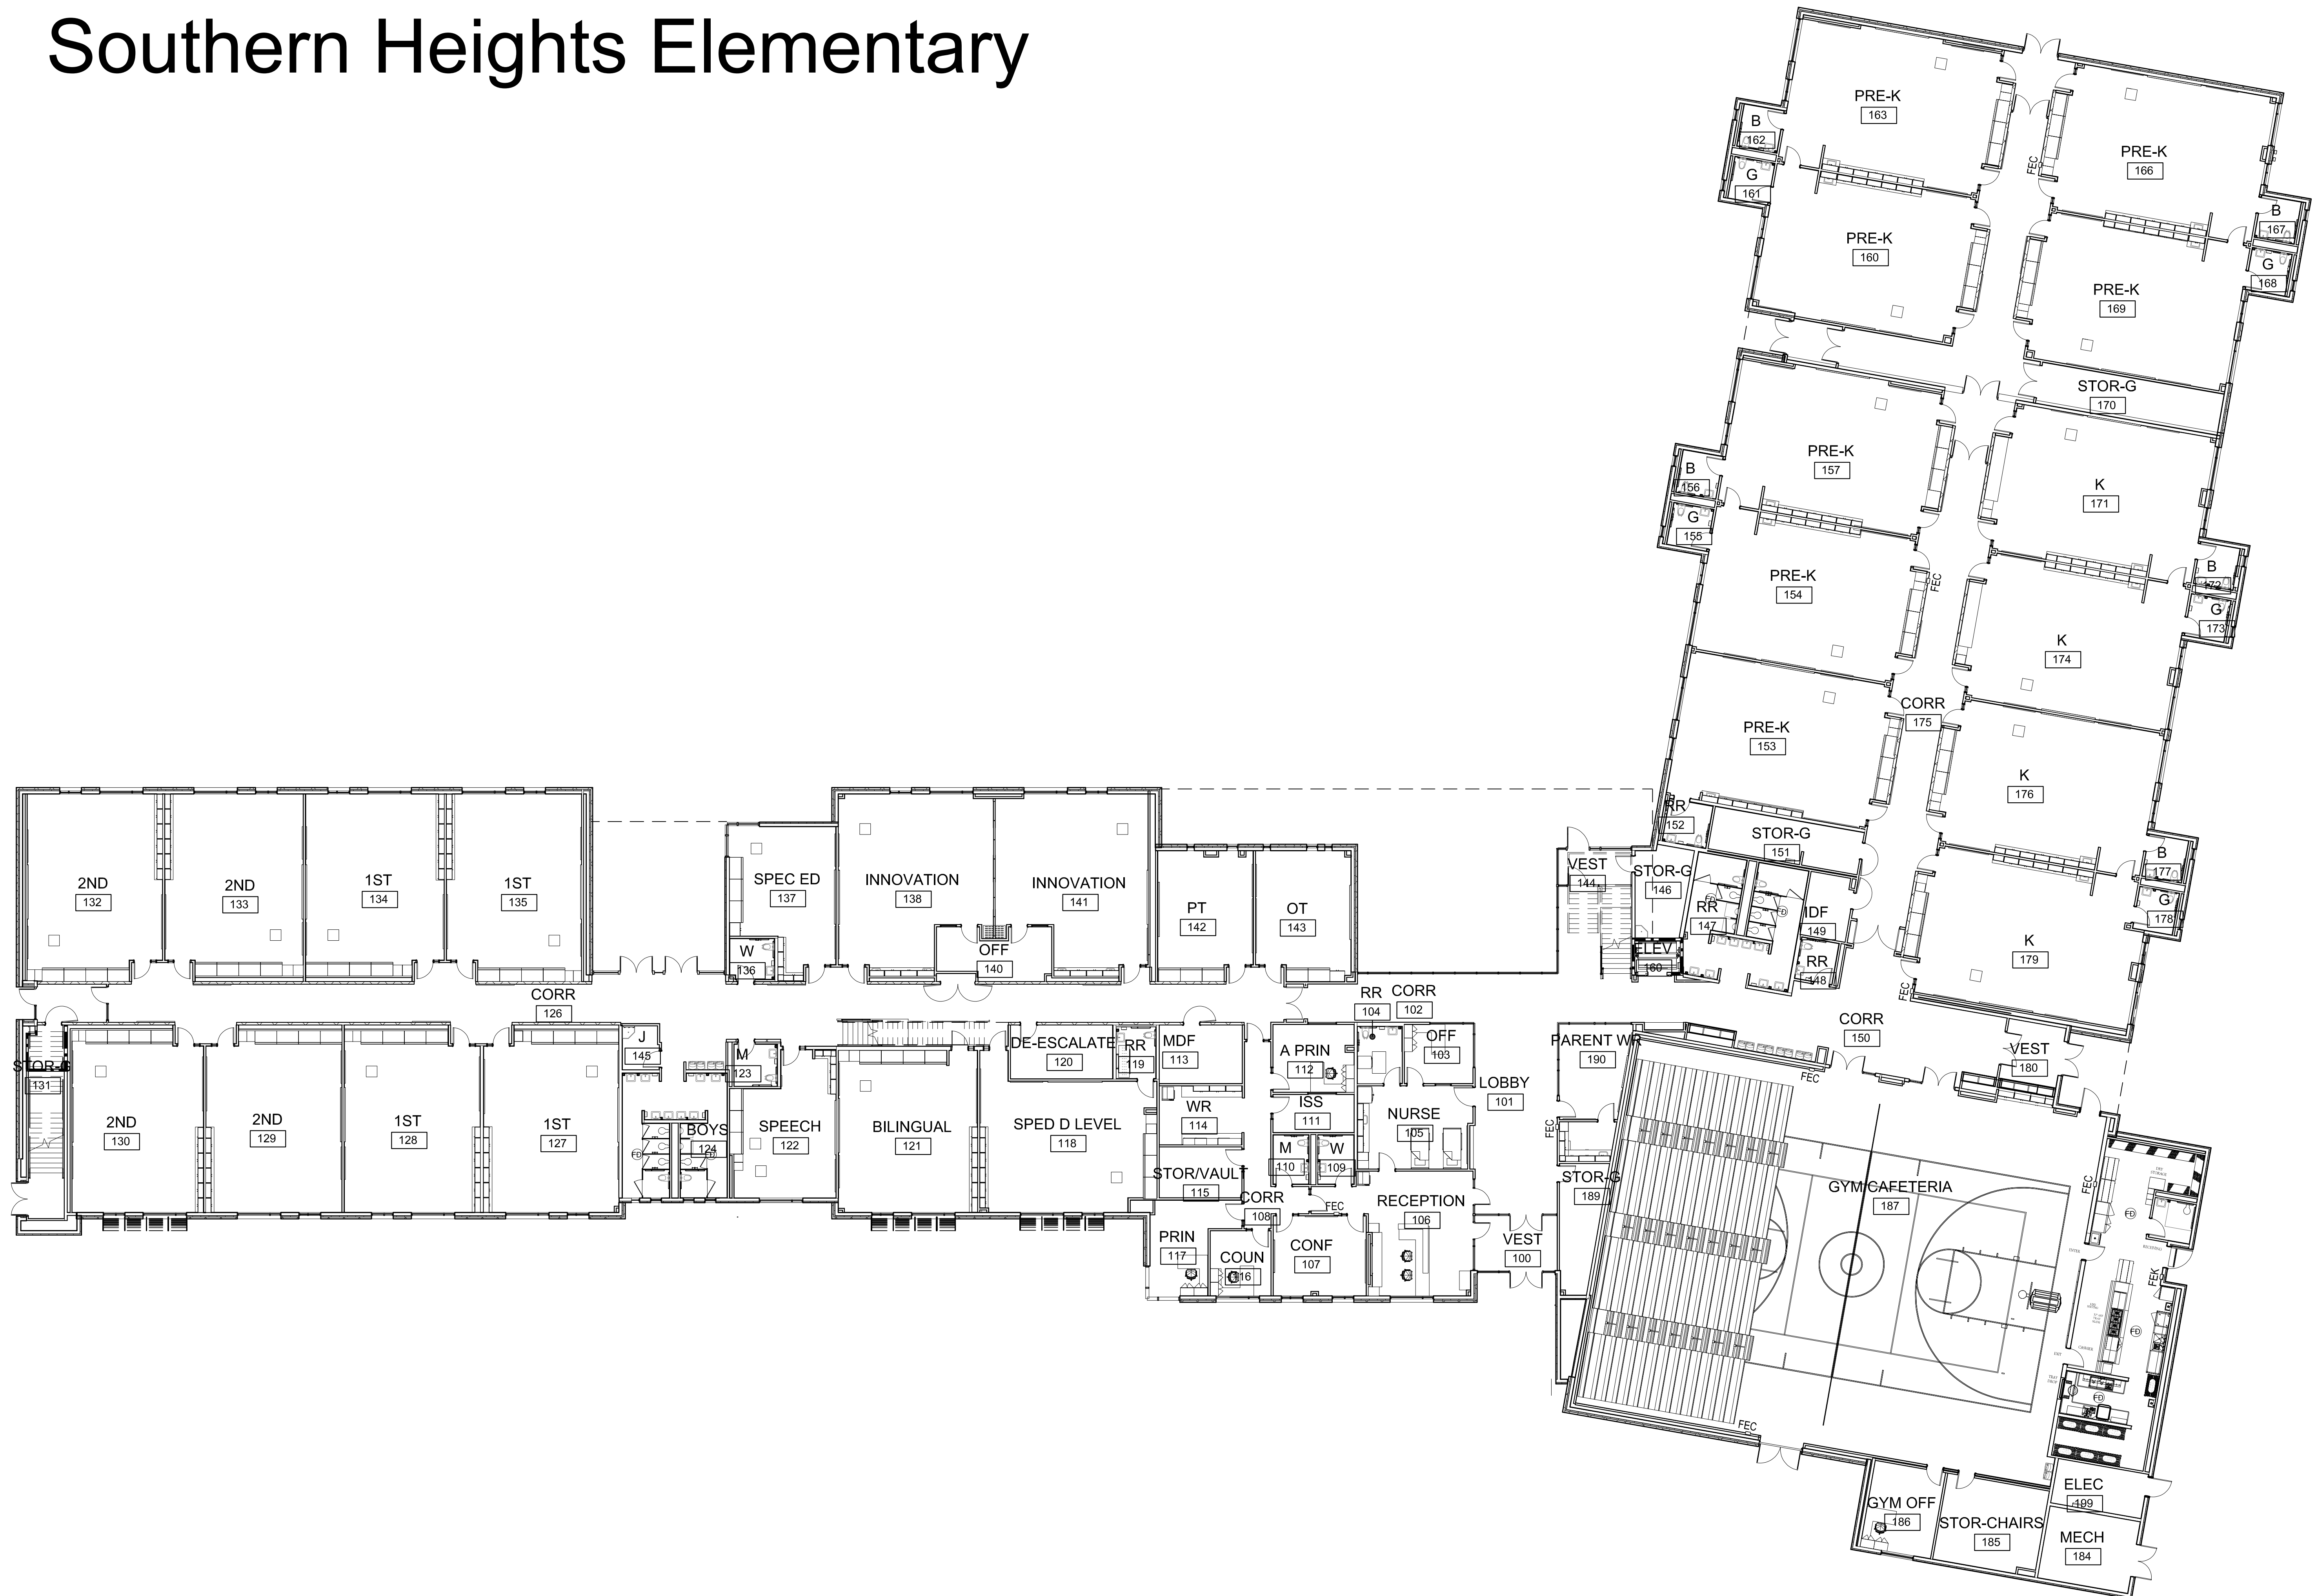 Southern Heights Elementary
PRE-K
163
B
162
G
161
PRE-K
166
FEC
PRE-K
160
B
167
G
168
PRE-K
169
STOR-G
170
PRE-K
157
B
156
G
155
K
171
PRE-K
154
FEC
B
172
G
173
K
174
CORR
175
PRE-K
153
K
176
RR
152
STOR-G
151
B
177
G
178
K
179
FEC
2ND
132
2ND
133
1ST
134
1ST
135
SPEC ED
137
W
136
INNOVATION
138
OFF
140
INNOVATION
141
PT
142
OT
143
VEST
144
STOR-G
146
ELEV
160
RR
147
FD
FD
IDF
149
RR
148
CORR
126
RR
104
CORR
102
CORR
150
VEST
180
STOR-G
131
2ND
130
2ND
129
1ST
128
1ST
127
J
145
M
123
BOYS
124
FD
FD
SPEECH
122
BILINGUAL
121
DE-ESCALATE
120
RR
119
SPED D LEVEL
118
MDF
113
WR
114
STOR/VAULT
115
A PRIN
112
ISS
111
M
110
W
109
OFF
103
NURSE
105
LOBBY
101
PARENT WR
190
FEC
FEC
STOR-G
189
CORR
108
FEC
RECEPTION
106
PRIN
117
COUN
116
CONF
107
VEST
100
GYM/CAFETERIA
187
FEC
FD
RECEIVING
FEK
FD
FD
FEC
GYM OFF
186
STOR-CHAIRS
185
ELEC
199
MECH
184